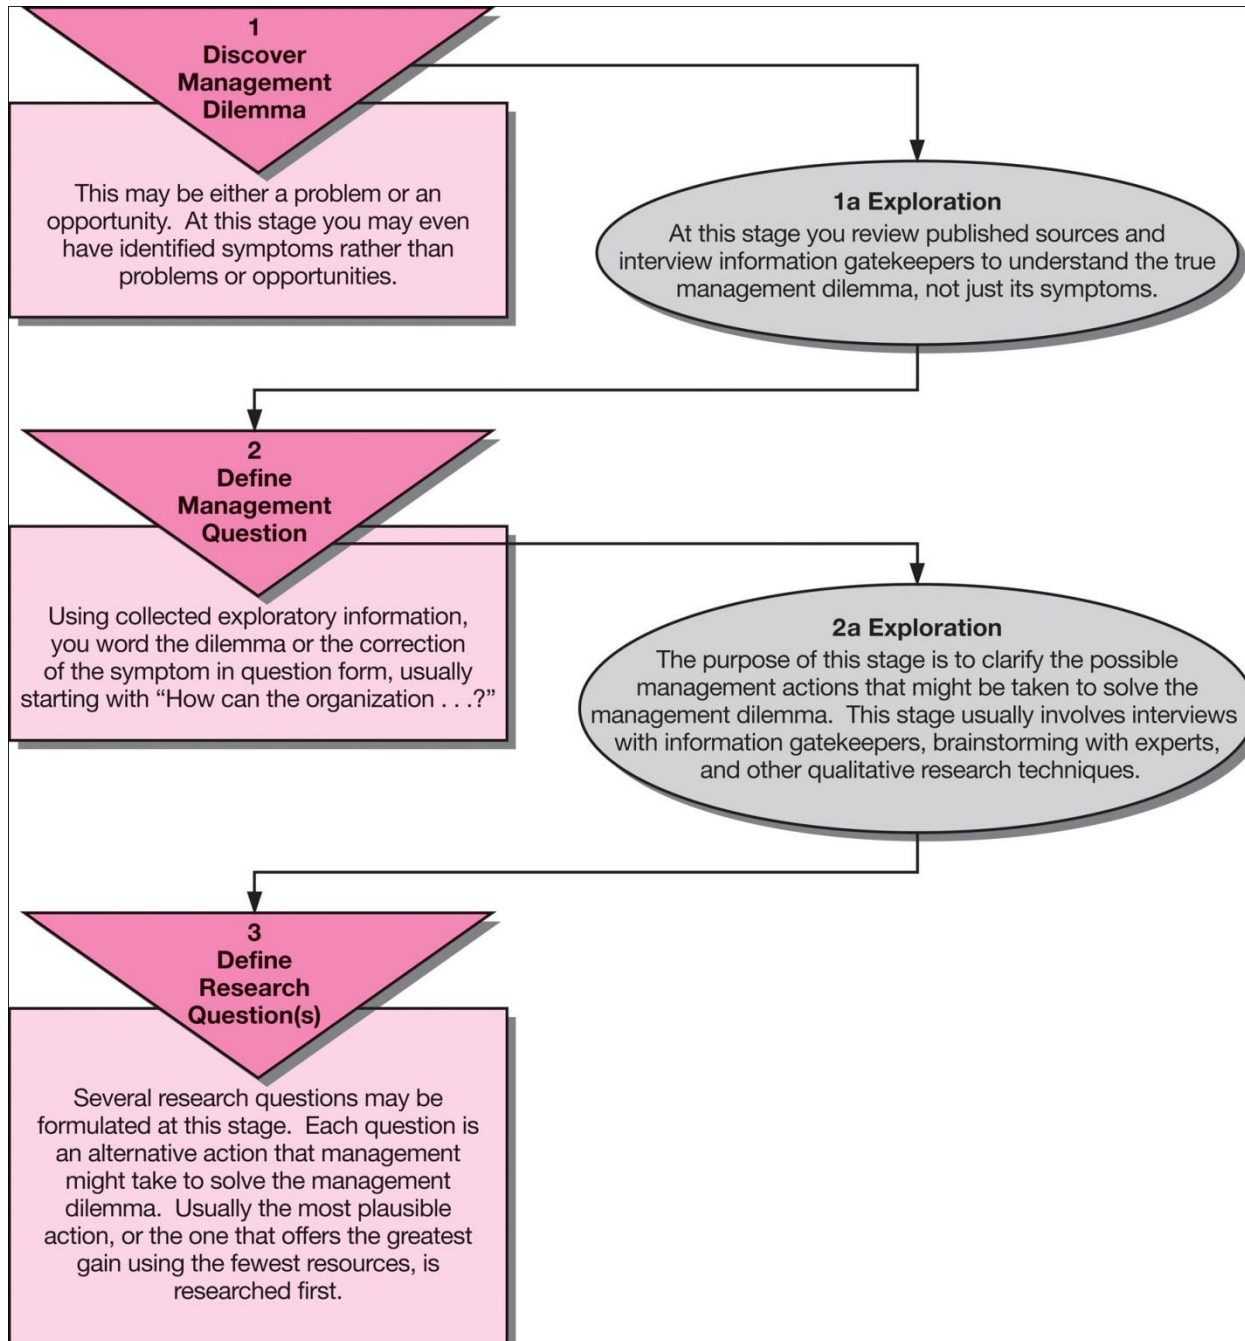 1
Discover
Management
Dilemma
This may be either a problem or an
opportunity. At this stage you may even
have identified symptoms rather than
problems or opportunities.
1a Exploration
At this stage you review published sources and
interview information gatekeepers to understand the true
management dilemma, not just its symptoms.
2
Define
Management
Question
Using collected exploratory information,
you word the dilemma or the correction
of the symptom in question form, usually
starting with “How can the organization . . .?”
2a Exploration
The purpose of this stage is to clarify the possible
management actions that might be taken to solve the
management dilemma. This stage usually involves interviews
with information gatekeepers, brainstorming with experts,
and other qualitative research techniques.
3
Define
Research
Question(s)
Several research questions may be
formulated at this stage. Each question is
an alternative action that management
might take to solve the management
dilemma. Usually the most plausible
action, or the one that offers the greatest
gain using the fewest resources, is
researched first.